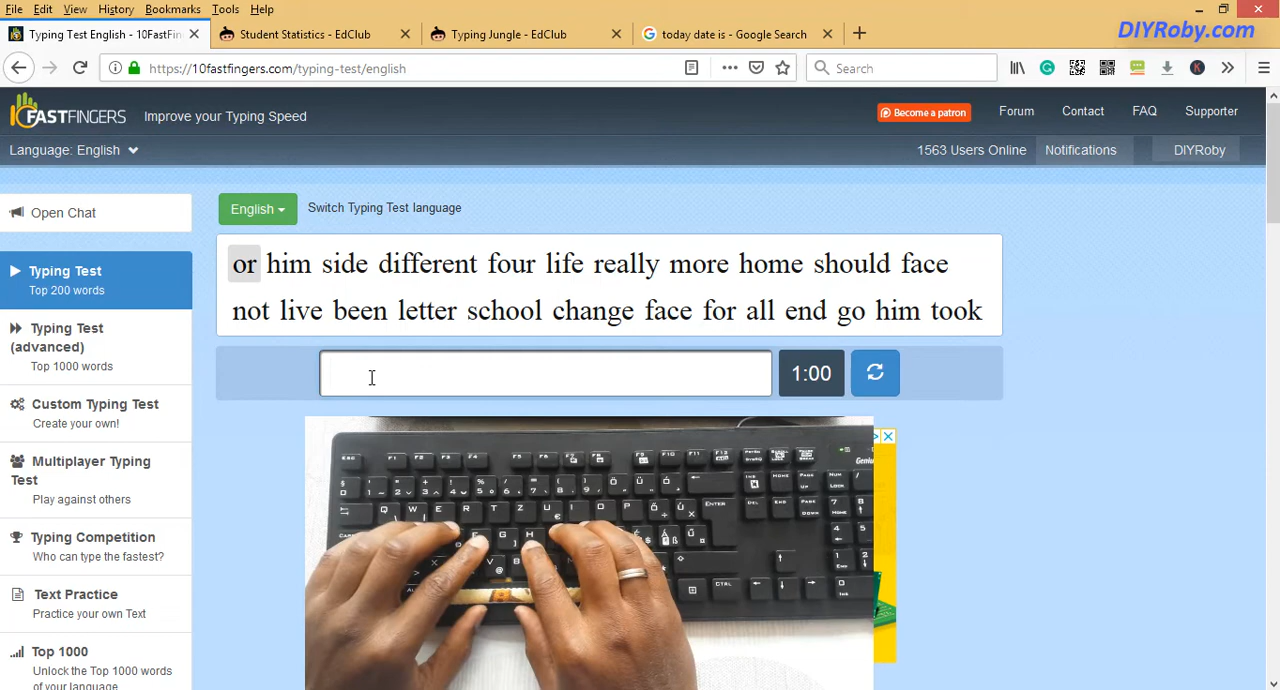 File Edit View History Bookmarks Tools Help
Typing Test English - 10FastFin
Student Statistics - EdClub
Typing Jungle - EdClub
today date is - Google Search
DIYRoby.com
https://10fastfingers.com/typing-test/english
Search
FASTFINGERS Improve your Typing Speed
Become a patron
Forum Contact FAQ Supporter
Language: English
1563 Users Online Notifications DIYRoby
Open Chat
English
Switch Typing Test language
Typing Test
Top 200 words
or him side different four life really more home should face
not live been letter school change face for all end go him took
1:00
Typing Test
(advanced)
Top 1000 words
Custom Typing Test
Create your own!
Multiplayer Typing
Test
Play against others
Typing Competition
Who can type the fastest?
Text Practice
Practice your own Text
Top 1000
Unlock the Top 1000 words
of your language